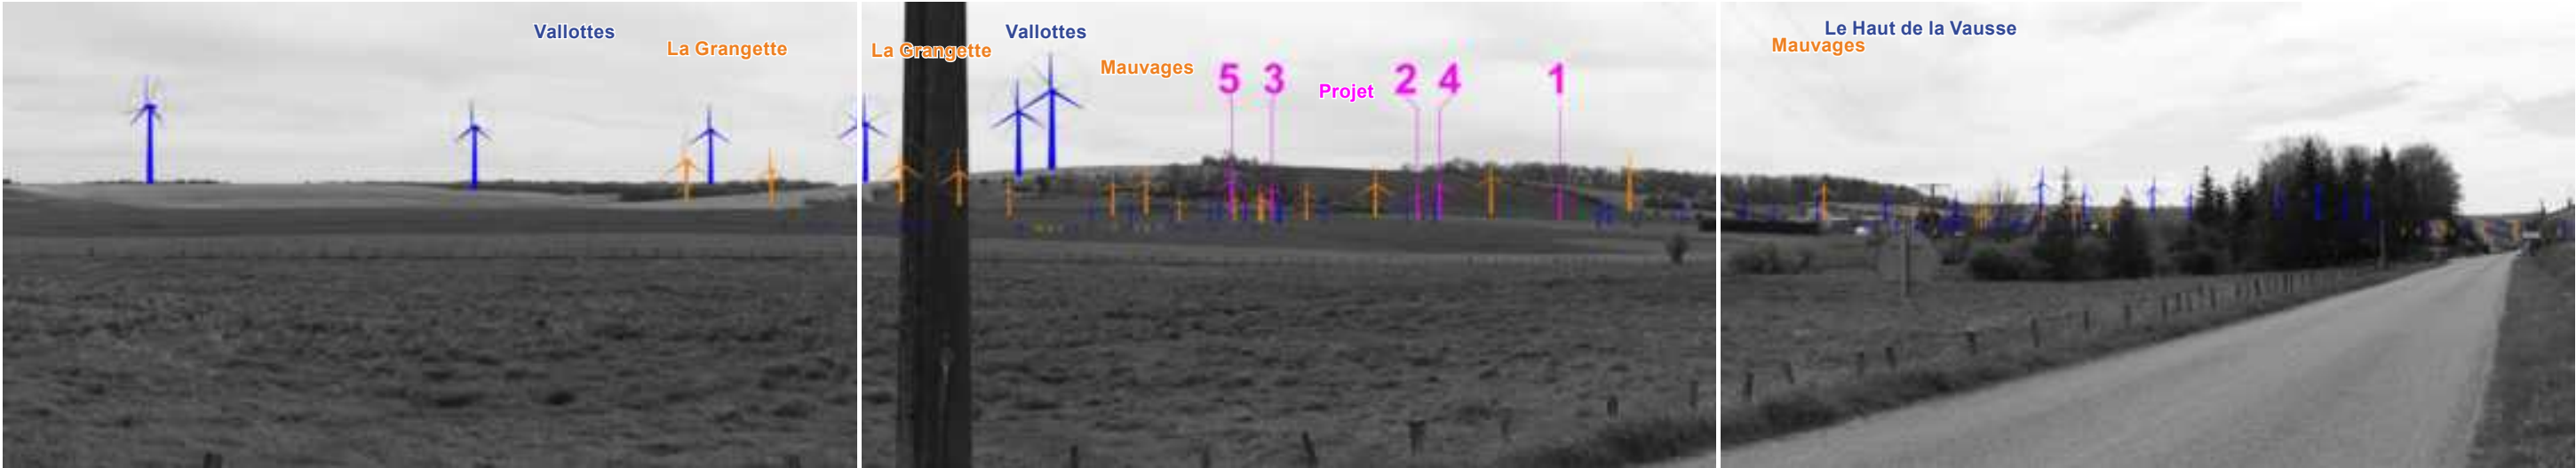 Vallottes
La Grangette
La Grangette
Vallottes
Mauvages
5 3 Projet 2 4 1
Le Haut de la Vausse
Mauvages